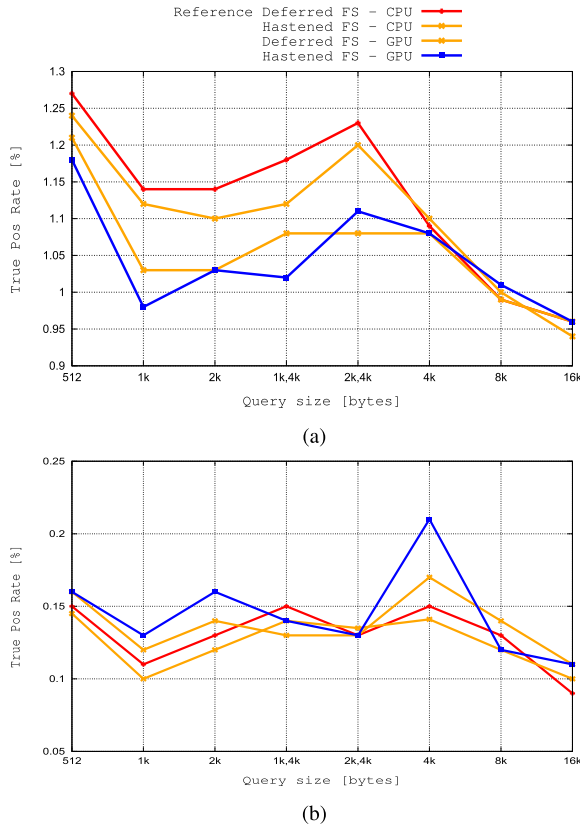 Reference Deferred FS - CPU
Hastened FS - CPU
Deferred FS - GPU
Hastened FS - GPU
1.3
1.25
1.2
1.15
1.1
1.05
1
0.95
0.9
True Pos Rate [%]
512 1k 2k 1k,4k 2k,4k 4k 8k 16k
Query size [bytes]
(a)
0.25
0.2
0.15
0.1
0.05
True Pos Rate [%]
512 1k 2k 1k,4k 2k,4k 4k 8k 16k
Query size [bytes]
(b)